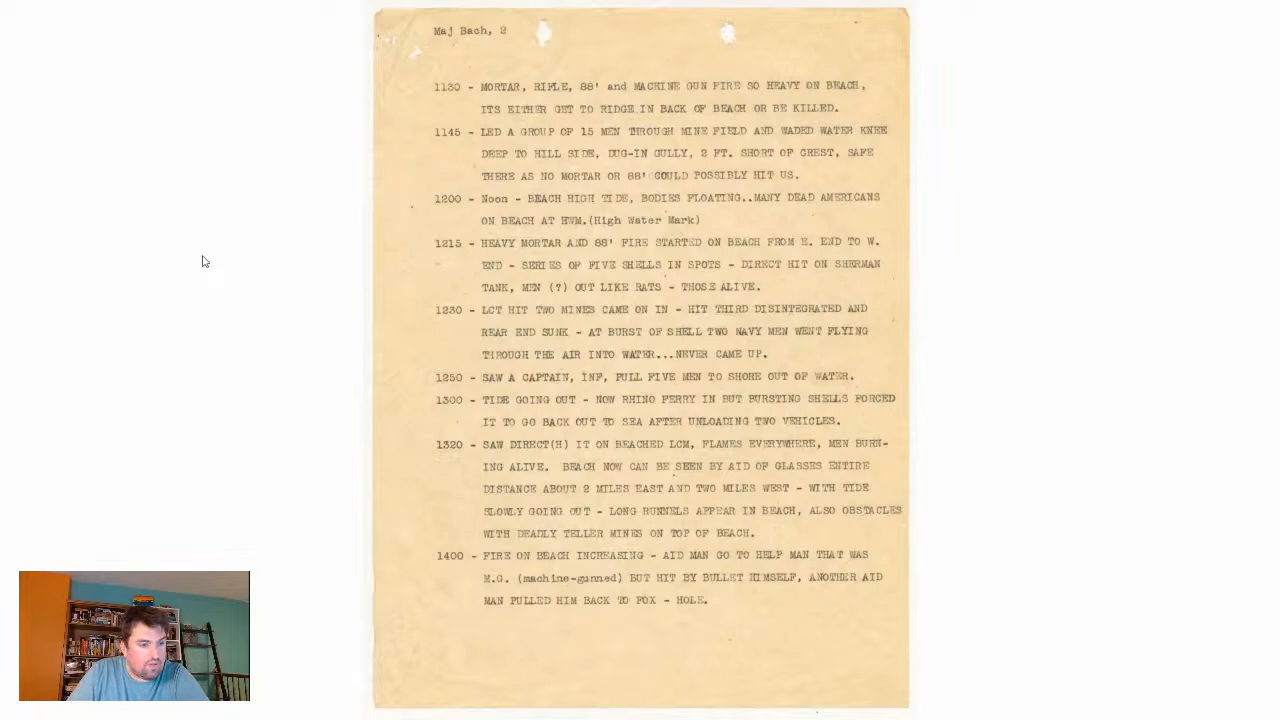 Maj Bach, 2
1130 - MORTAR, RIFLE, 88' and MACHINE GUN FIRE SO HEAVY ON BEACH,
ITS EITHER GET TO RIDGE IN BACK OF BEACH OR BE KILLED.
1145 - LED A GROUP OF 15 MEN THROUGH MINE FIELD AND WADED WATER KNEE
DEEP TO HILL SIDE, DUG-IN GULLY, 2 FT. SHORT OF CREST, SAFE
THERE AS NO MORTAR OR 88' COULD POSSIBLY HIT US.
1200 - Noon - BEACH HIGH TIDE, BODIES FLOATING..MANY DEAD AMERICANS
ON BEACH AT HWM.(High Water Mark)
1215 - HEAVY MORTAR AND 88' FIRE STARTED ON BEACH FROM E. END TO W.
END - SERIES OF FIVE SHELLS IN SPOTS - DIRECT HIT ON SHERMAN
TANK, MEN (?) OUT LIKE RATS - THOSE ALIVE.
1230 - LCT HIT TWO MINES CAME ON IN - HIT THIRD DISINTEGRATED AND
REAR END SUNK - AT BURST OF SHELL TWO NAVY MEN WENT FLYING
THROUGH THE AIR INTO WATER...NEVER CAME UP.
1250 - SAW A CAPTAIN, INF, PULL FIVE MEN TO SHORE OUT OF WATER.
1300 - TIDE GOING OUT - NOW RHINO FERRY IN BUT BURSTING SHELLS FORCED
IT TO GO BACK OUT TO SEA AFTER UNLOADING TWO VEHICLES.
1320 - SAW DIRECT(H) IT ON BEACHED LCM, FLAMES EVERYWHERE, MEN BURN-
ING ALIVE. BEACH NOW CAN BE SEEN BY AID OF GLASSES ENTIRE
DISTANCE ABOUT 2 MILES EAST AND TWO MILES WEST - WITH TIDE
SLOWLY GOING OUT - LONG RUNNELS APPEAR IN BEACH, ALSO OBSTACLES
WITH DEADLY TELLER MINES ON TOP OF BEACH.
1400 - FIRE ON BEACH INCREASING - AID MAN GO TO HELP MAN THAT WAS
M.G. (machine-gunned) BUT HIT BY BULLET HIMSELF, ANOTHER AID
MAN PULLED HIM BACK TO FOX - HOLE.